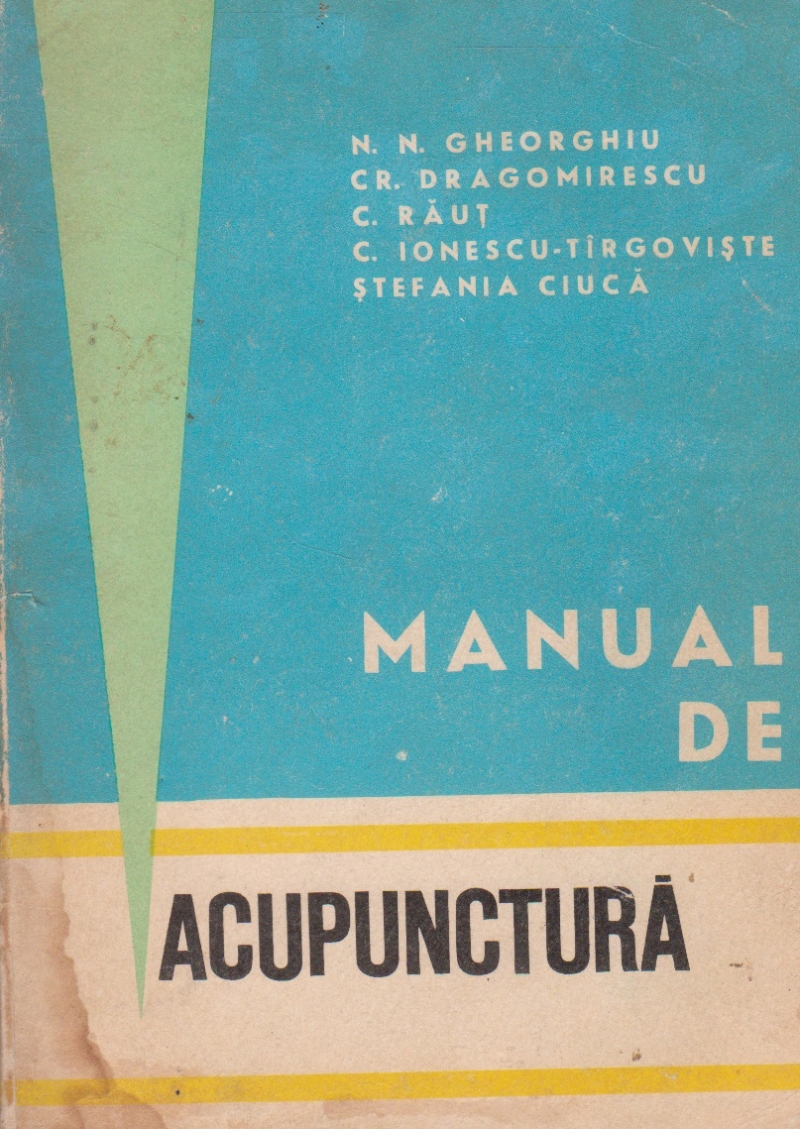 N. N. GHEORGHIU
CR. DRAGOMIRESCU
C. RĂUȚ
C. IONESCU-TÎRGOVIȘTE
ȘTEFANIA CIUCĂ
MANUAL
DE
ACUPUNCTURĂ